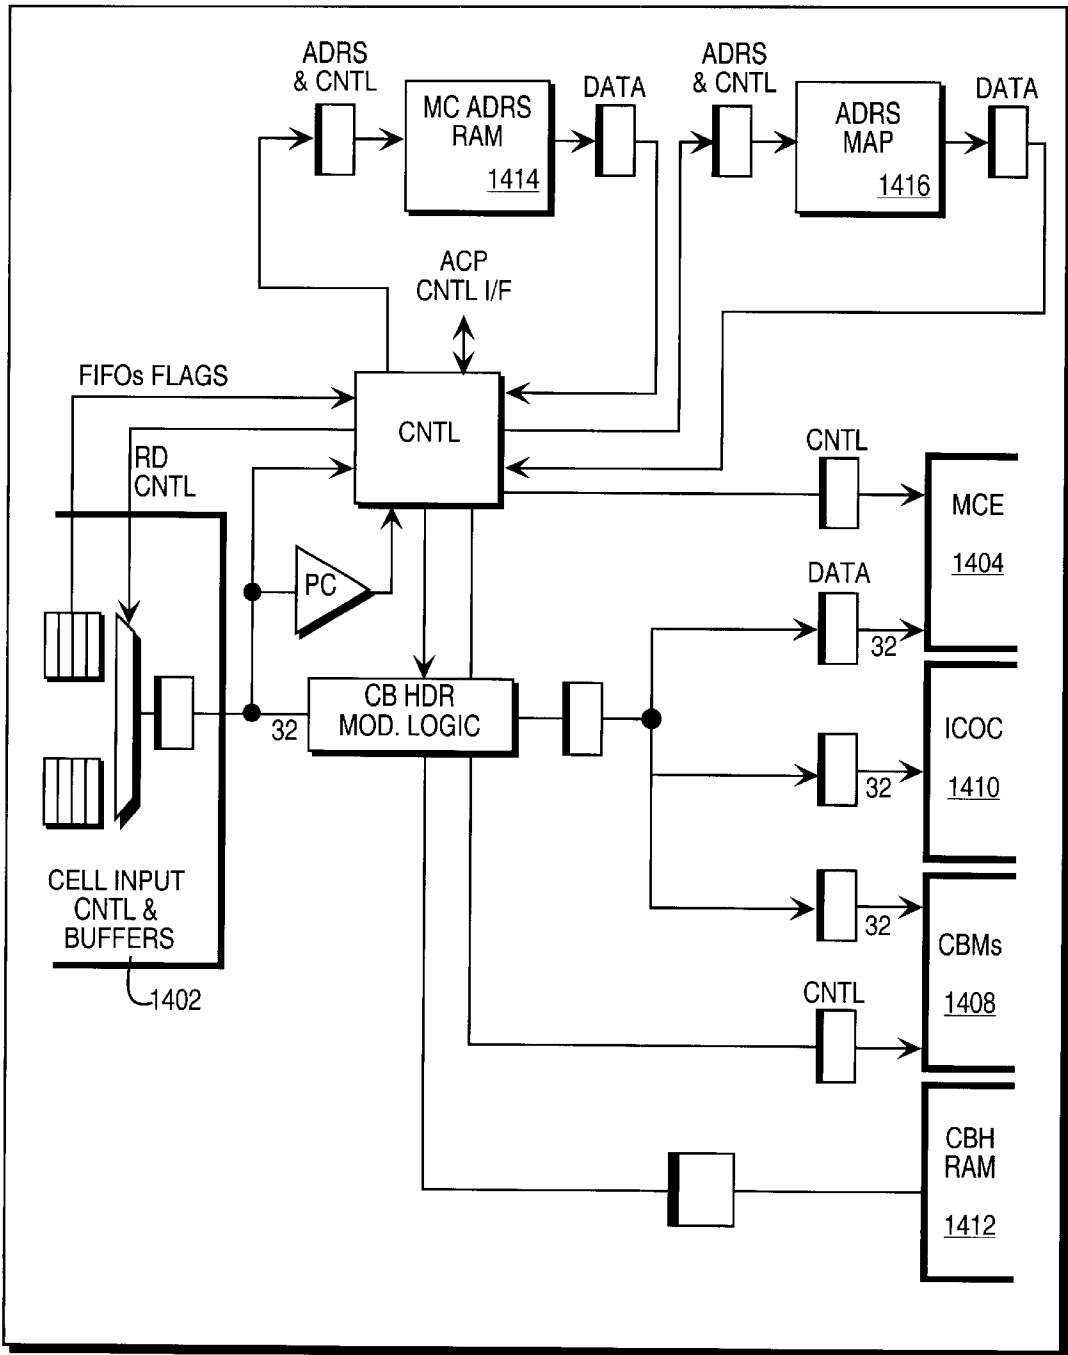 ADRS
& CNTL
MC ADRS
RAM
1414
DATA
ADRS
& CNTL
ADRS
MAP
1416
DATA
ACP
CNTL I/F
FIFOs FLAGS
CNTL
RD
CNTL
CNTL
MCE
1404
PC
DATA
32
CB HDR
MOD. LOGIC
32
ICOC
1410
32
CELL INPUT
CNTL &
BUFFERS
1402
32
CBMs
1408
CNTL
CBH
RAM
1412